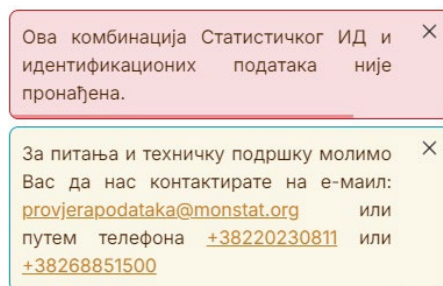 Ова комбинација Статистичког ИД и
идентификационих података није
пронађена.
За питања и техничку подршку молимо
Вас да нас контактирате на е-маил:
provjerapodataka@monstat.org или
путем телефона +38220230811 или
+38268851500